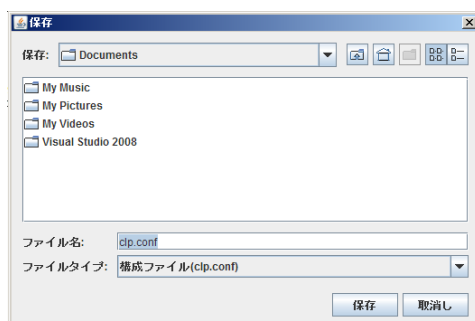 保存
保存: Documents
My Music
My Pictures
My Videos
Visual Studio 2008
ファイル名: clp.conf
ファイルタイプ: 構成ファイル(clp.conf)
保存 取消し